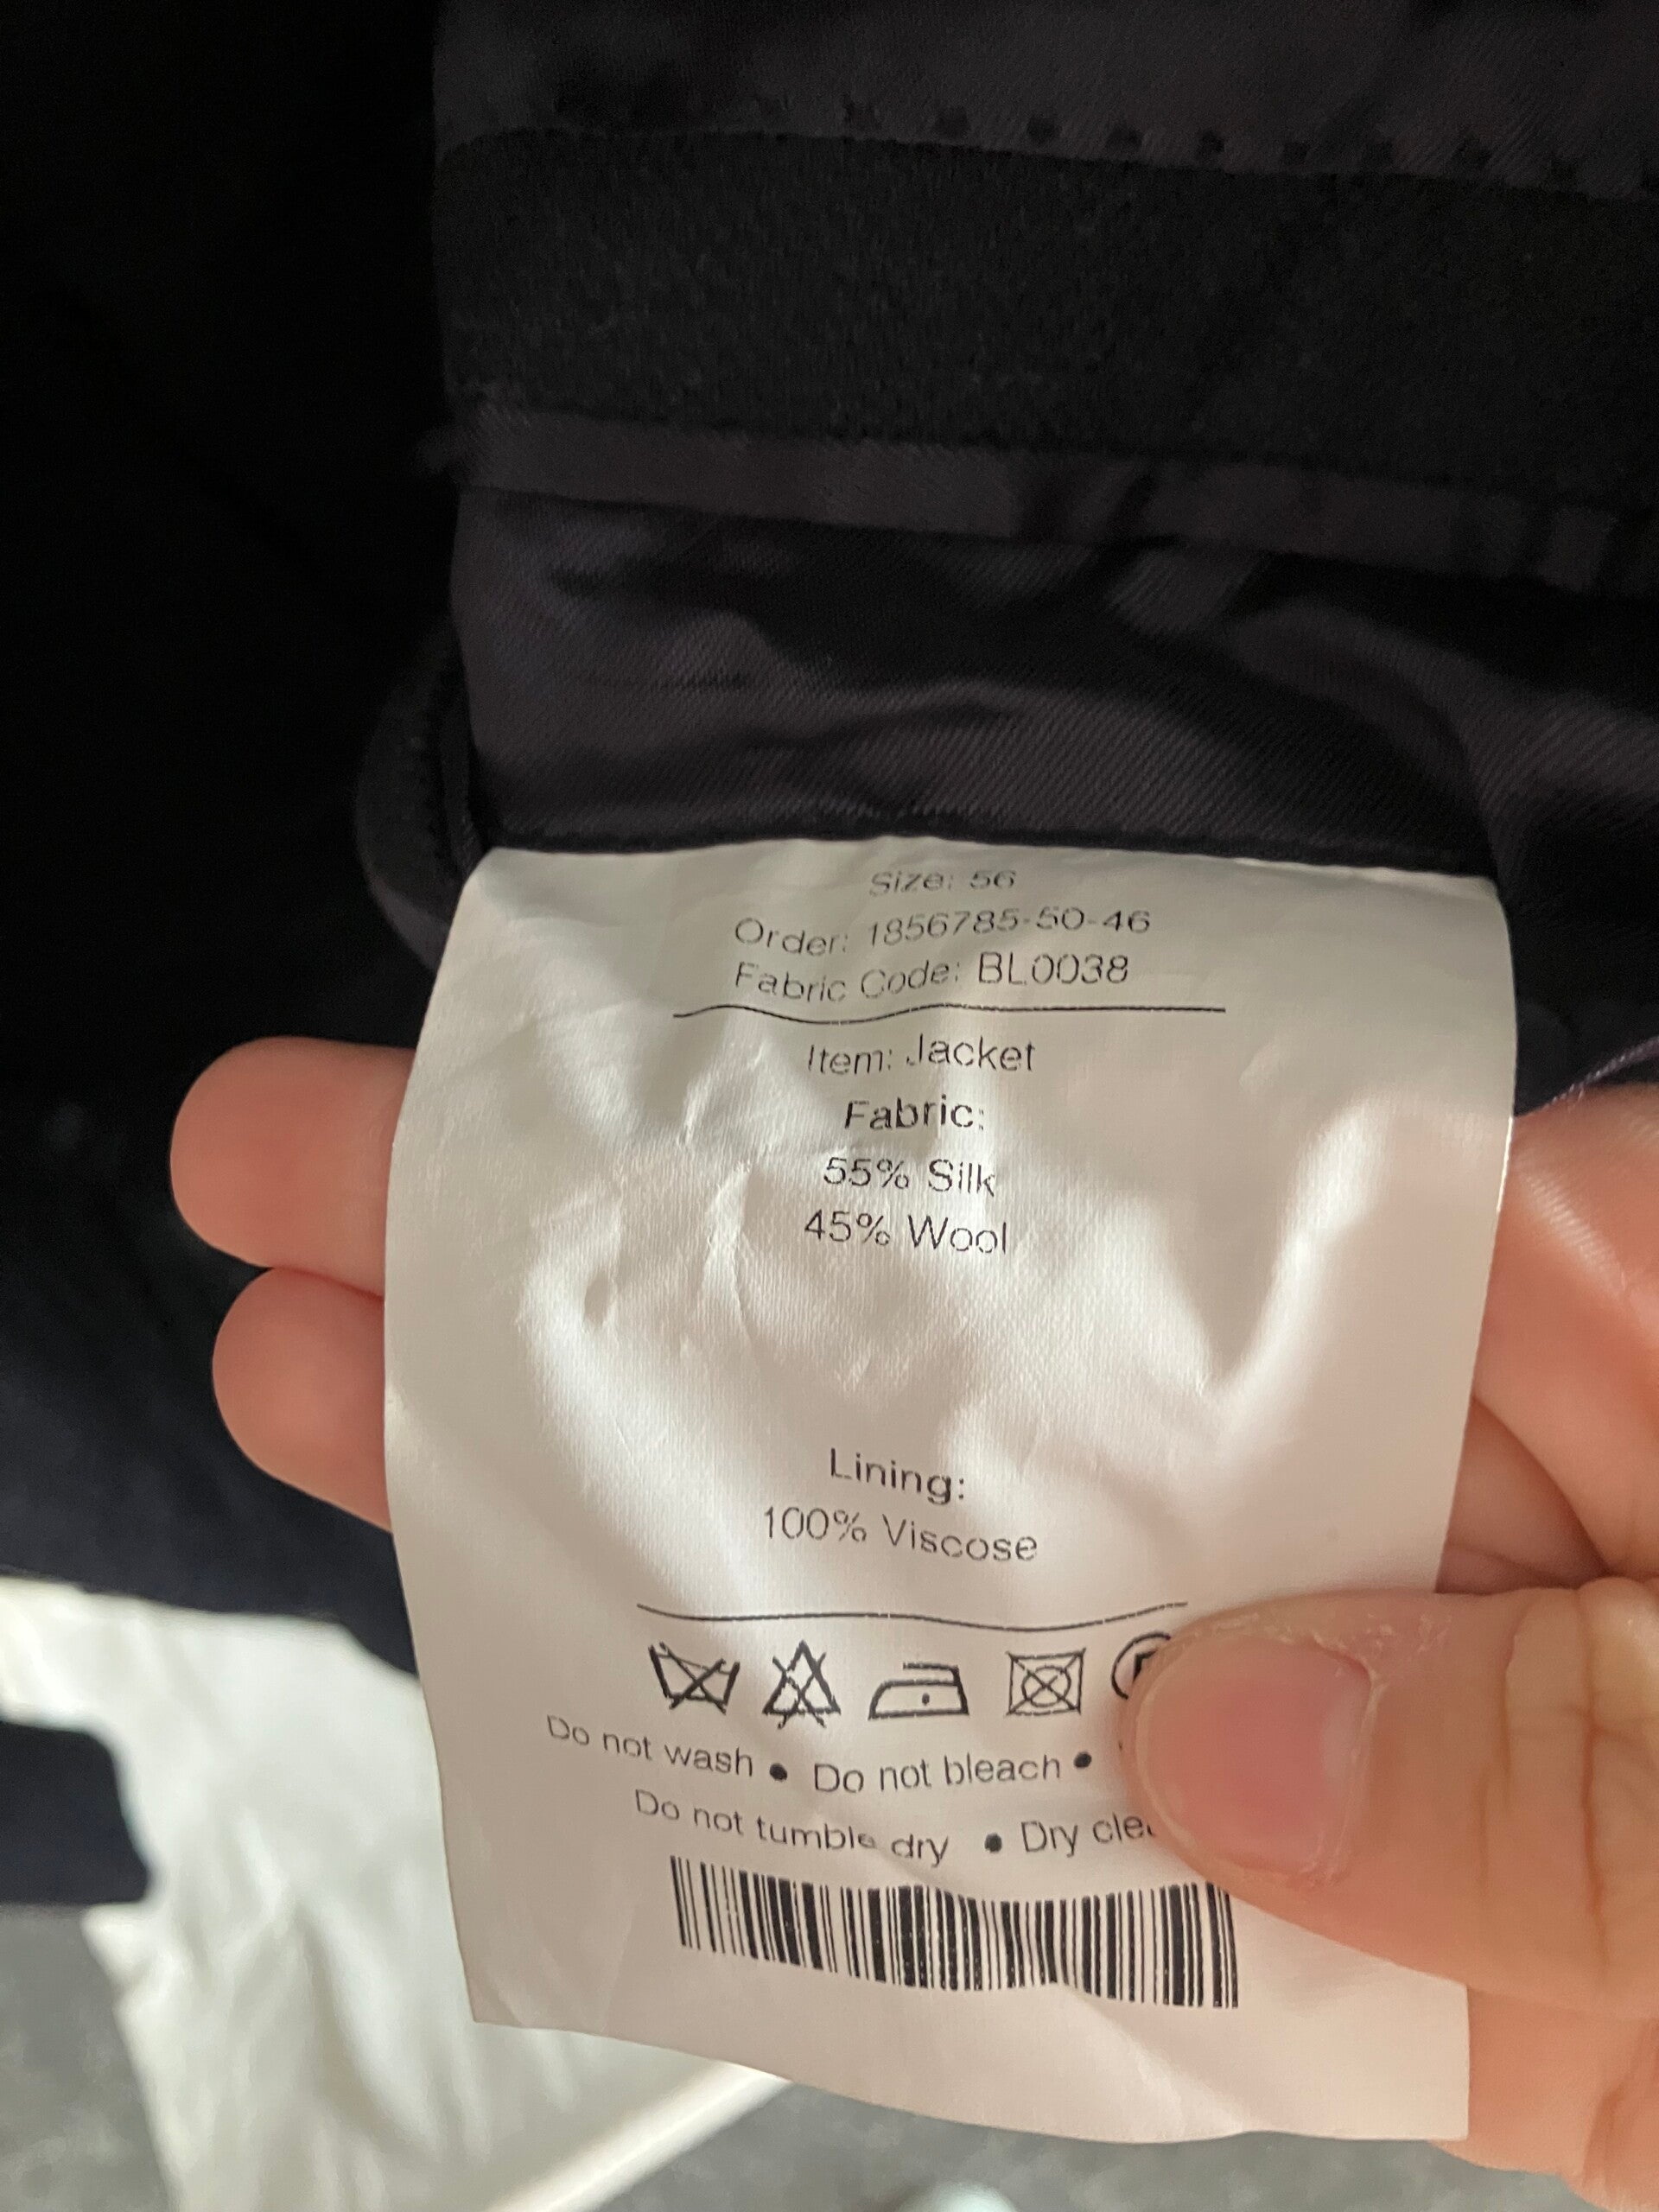 Size: 56
Order: 1856785-50-46
Fabric Code: BL0038
Item: Jacket
Fabric:
55% Silk
45% Wool
Lining:
100% Viscose
Do not wash • Do not bleach •
Do not tumble dry • Dry